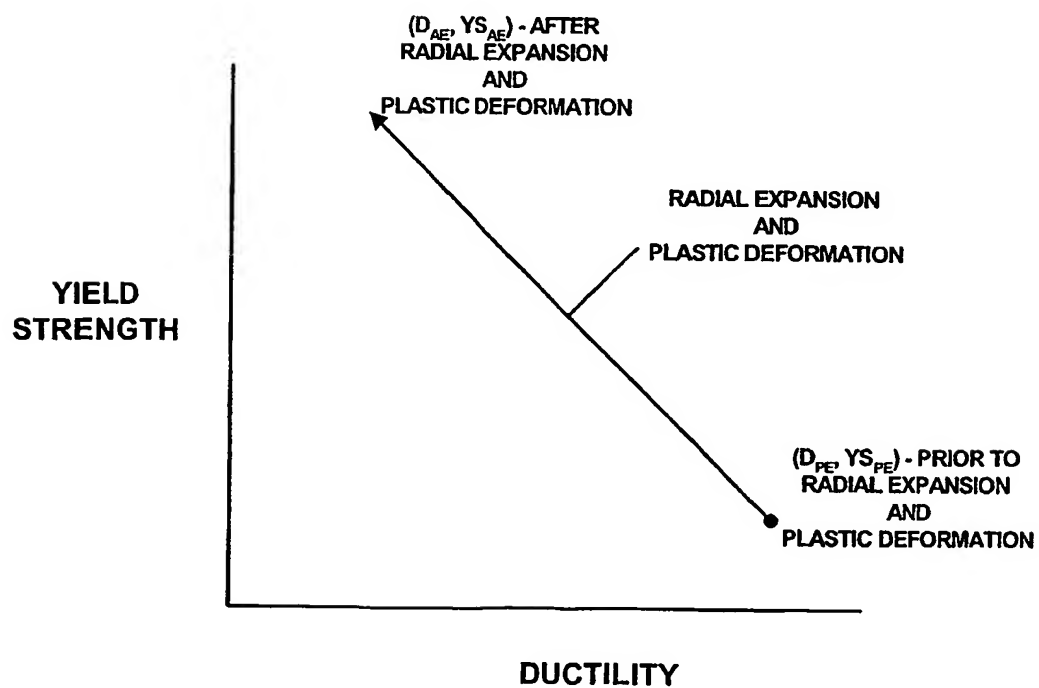 (D_AE, YS_AE) - AFTER
RADIAL EXPANSION
AND
PLASTIC DEFORMATION
RADIAL EXPANSION
AND
PLASTIC DEFORMATION
YIELD
STRENGTH
(D_PE, YS_PE) - PRIOR TO
RADIAL EXPANSION
AND
PLASTIC DEFORMATION
DUCTILITY